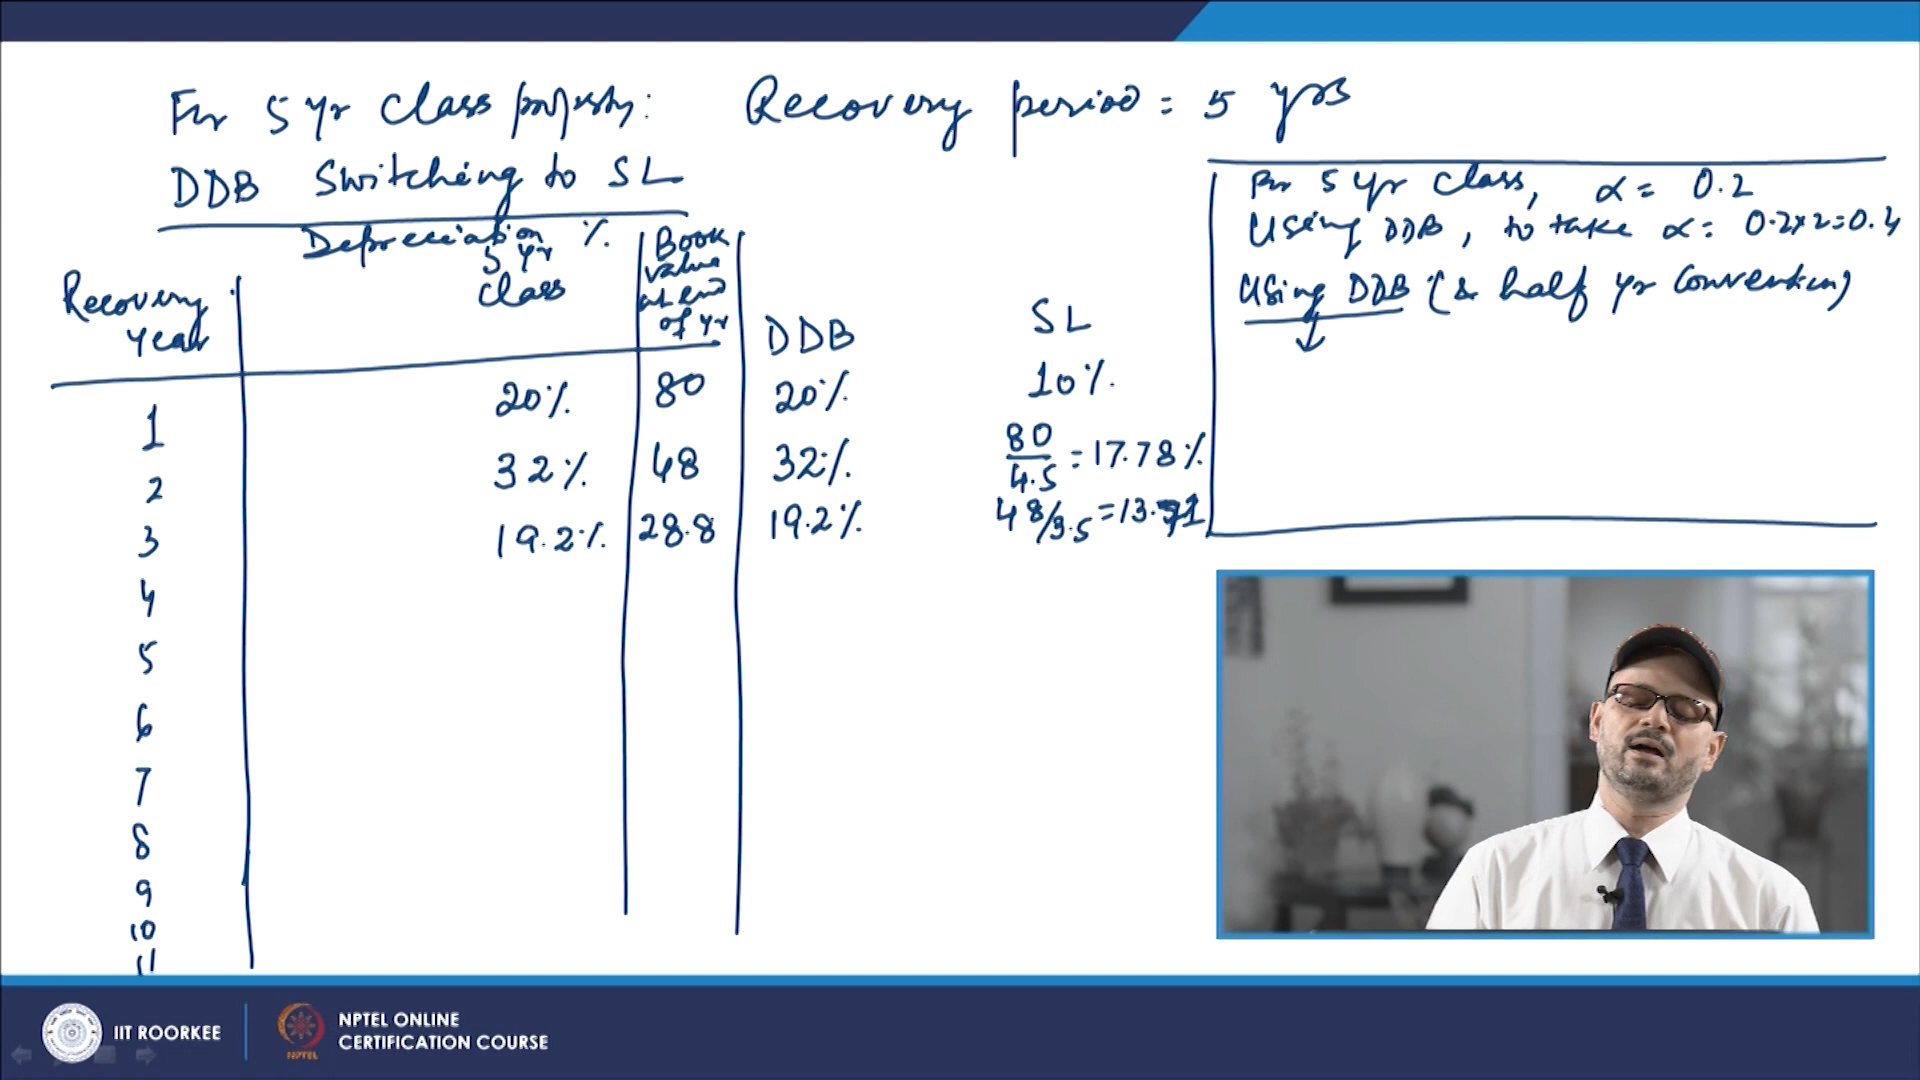 For 5 Yr Class property: Recovery period = 5 yrs
DDB Switching to SL
Recovery Year
Depreciation %
5 Yr
Class
Book
value
at end
of yr
DDB
SL
1 20% 80 20% 10%
2 32% 48 32% 80/4.5 = 17.78%
3 19.2% 28.8 19.2% 48/3.5 = 13.71
4
5
6
7
8
9
10
11
For 5 yr Class, α = 0.2
Using DDB, to take α = 0.2x2=0.4
Using DDB (& half Yr Convention)
IIT ROORKEE
NPTEL
NPTEL ONLINE
CERTIFICATION COURSE